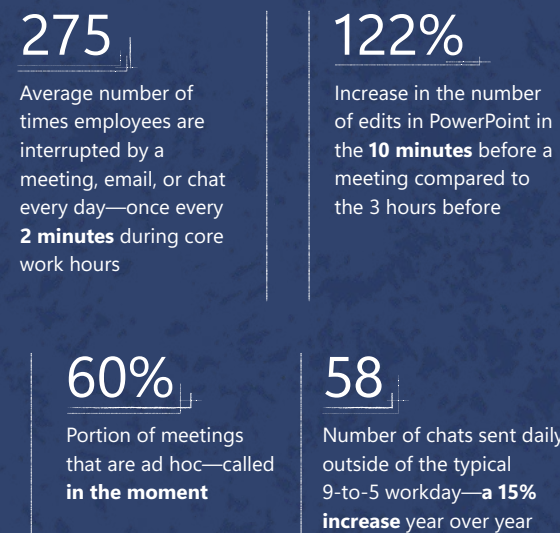 275
Average number of
times employees are
interrupted by a
meeting, email, or chat
every day—once every
2 minutes during core
work hours
122%
Increase in the number
of edits in PowerPoint in
the 10 minutes before a
meeting compared to
the 3 hours before
60%
Portion of meetings
that are ad hoc—called
in the moment
58
Number of chats sent daily
outside of the typical
9-to-5 workday—a 15%
increase year over year